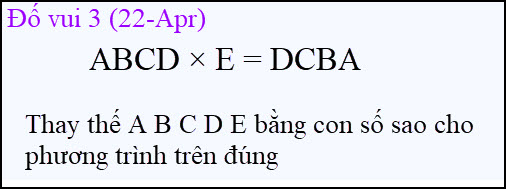 Đố vui 3 (22-Apr)
ABCD × E = DCBA
Thay thế A B C D E bằng con số sao cho
phương trình trên đúng